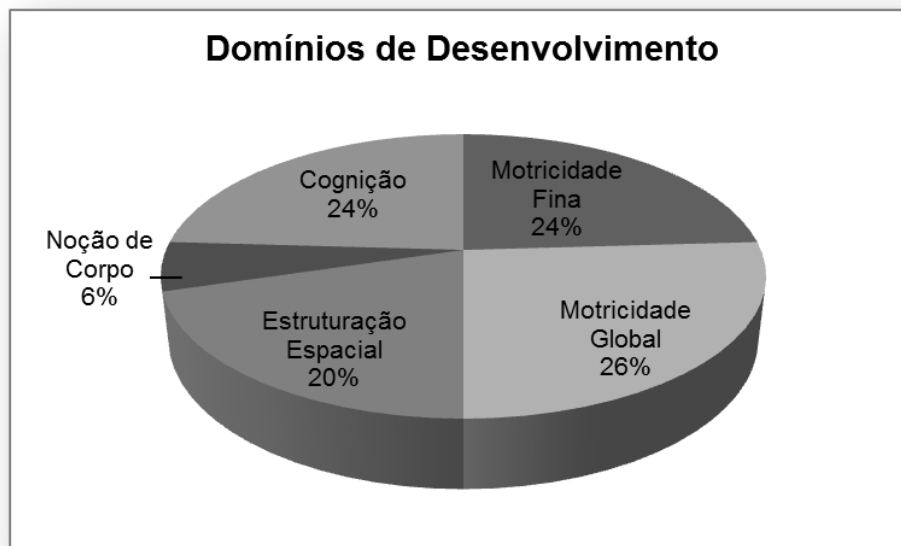 Domínios de Desenvolvimento
Cognição
24%
Motricidade
Fina
24%
Noção de
Corpo
6%
Estruturação
Espacial
20%
Motricidade
Global
26%